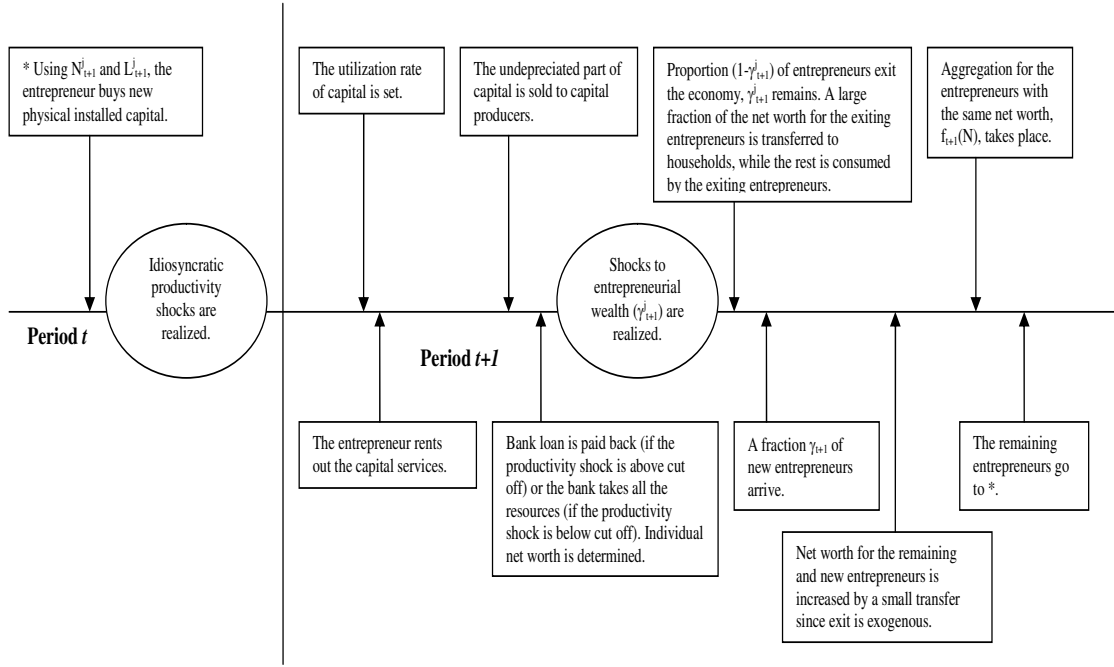 * Using N^j_{t+1} and L^j_{t+1}, the
entrepreneur buys new
physical installed capital.
The utilization rate
of capital is set.
The undepreciated part of
capital is sold to capital
producers.
Proportion (1-γ^j_{t+1}) of entrepreneurs exit
the economy, γ^j_{t+1} remains. A large
fraction of the net worth for the exiting
entrepreneurs is transferred to
households, while the rest is consumed
by the exiting entrepreneurs.
Aggregation for the
entrepreneurs with
the same net worth,
f_{t+1}(N), takes place.
Idiosyncratic
productivity
shocks are
realized.
Shocks to
entrepreneurial
wealth (γ^j_{t+1}) are
realized.
Period t
Period t+1
The entrepreneur rents
out the capital services.
Bank loan is paid back (if the
productivity shock is above cut
off) or the bank takes all the
resources (if the productivity
shock is below cut off). Individual
net worth is determined.
A fraction γ_{t+1} of
new entrepreneurs
arrive.
Net worth for the remaining
and new entrepreneurs is
increased by a small transfer
since exit is exogenous.
The remaining
entrepreneurs go
to *.